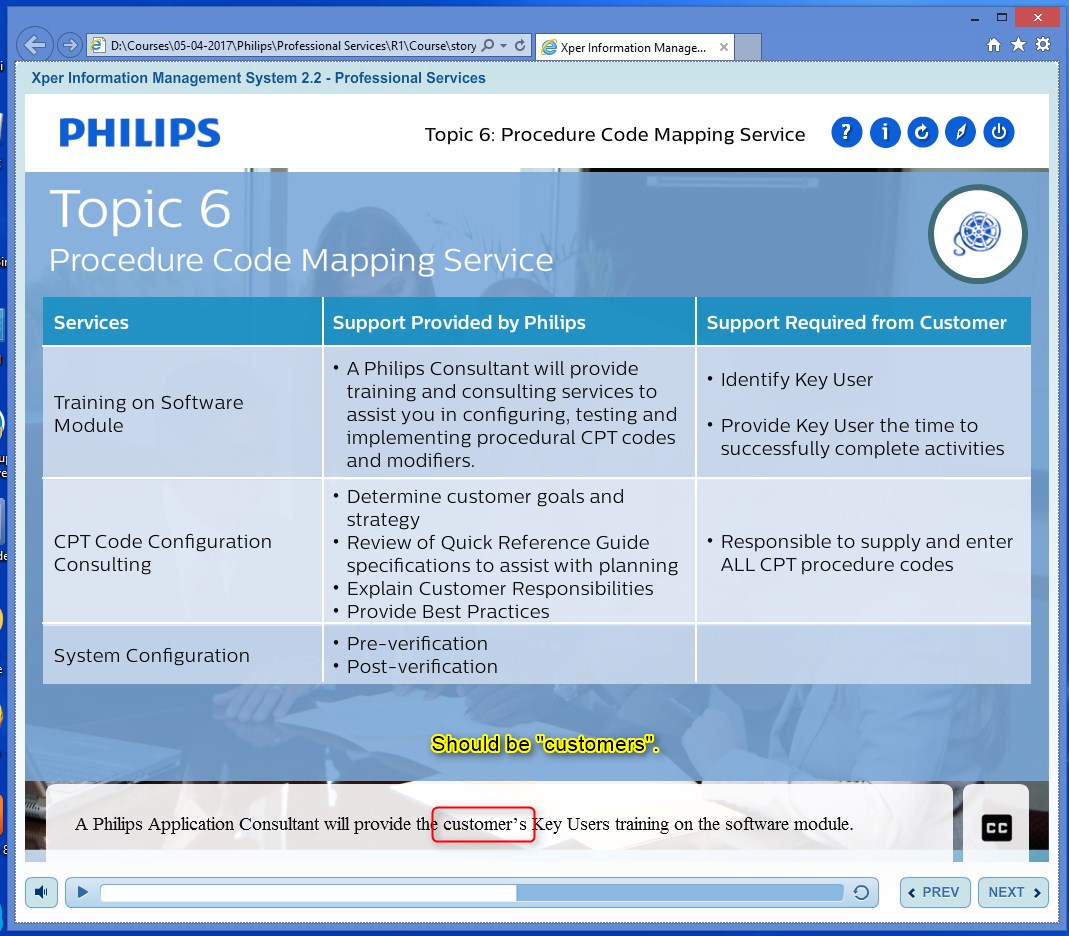 D:\Courses\05-04-2017\Philips\Professional Services\R1\Course\story
Xper Information Manage...
Xper Information Management System 2.2 - Professional Services
PHILIPS
Topic 6: Procedure Code Mapping Service
? i
Topic 6
Procedure Code Mapping Service
Services
Support Provided by Philips
Support Required from Customer
Training on Software
Module
• A Philips Consultant will provide
training and consulting services to
assist you in configuring, testing and
implementing procedural CPT codes
and modifiers.
• Identify Key User
• Provide Key User the time to
successfully complete activities
CPT Code Configuration
Consulting
• Determine customer goals and
strategy
• Review of Quick Reference Guide
specifications to assist with planning
• Explain Customer Responsibilities
• Provide Best Practices
• Responsible to supply and enter
ALL CPT procedure codes
System Configuration
• Pre-verification
• Post-verification
Should be "customers".
A Philips Application Consultant will provide the customer’s Key Users training on the software module.
CC
PREV
NEXT